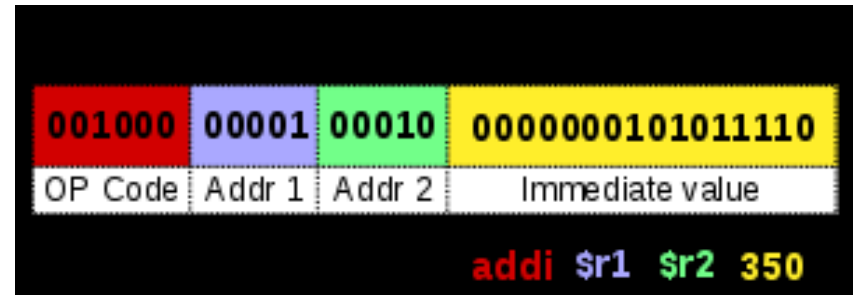 001000 00001 00010 0000000101011110
OP Code Addr 1 Addr 2 Immediate value
addi $r1 $r2 350